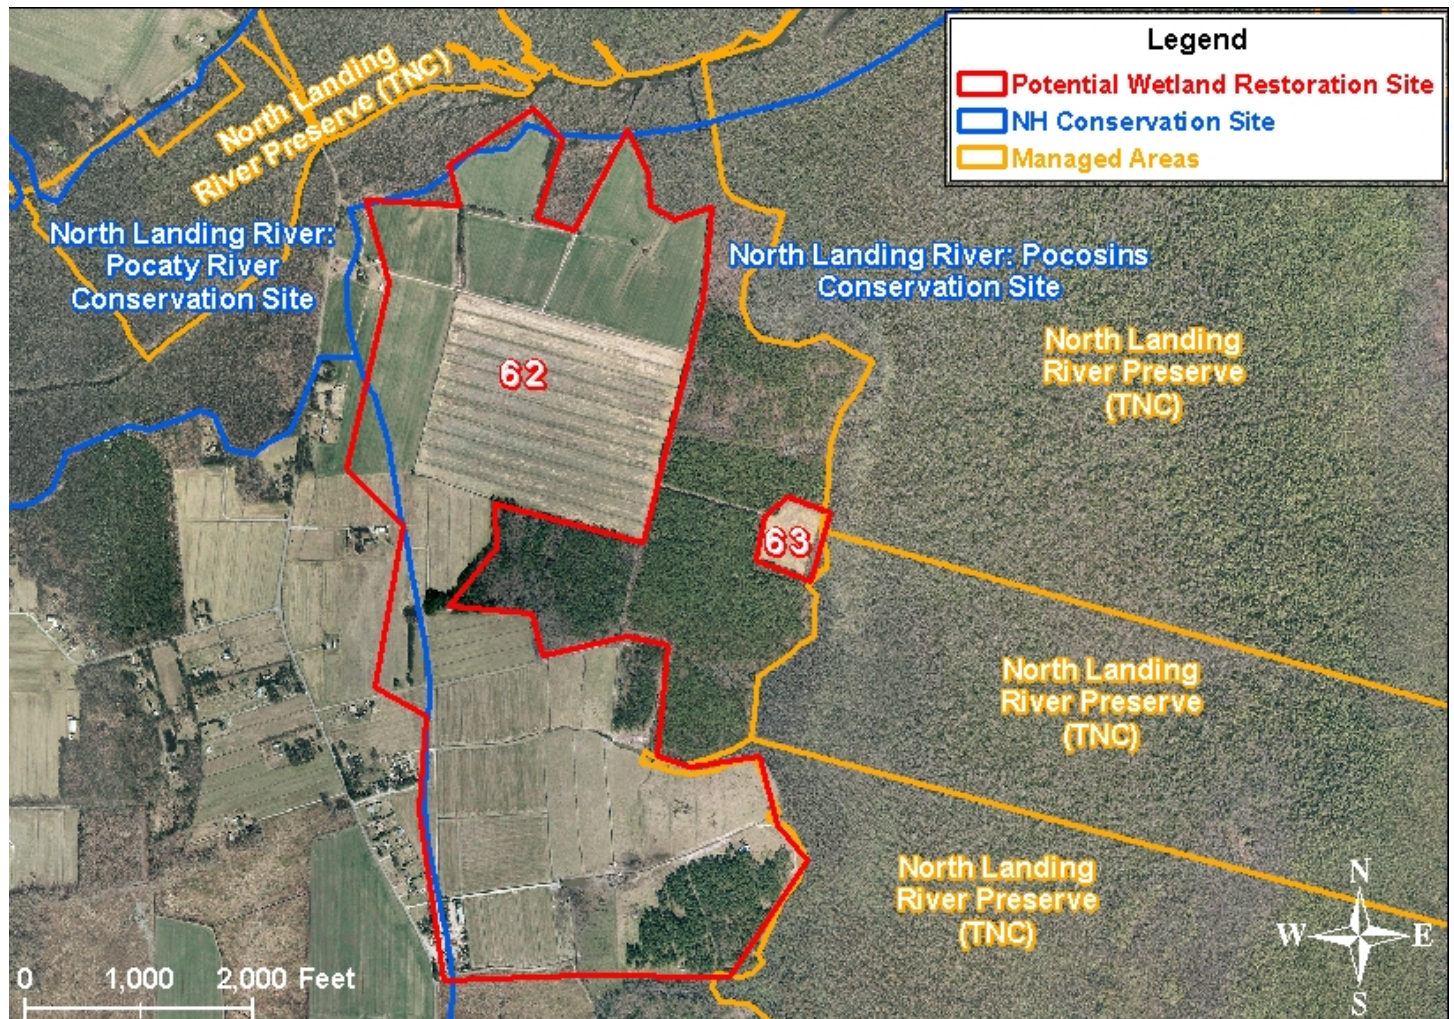 Legend
Potential Wetland Restoration Site
NH Conservation Site
Managed Areas
North Landing
River Preserve (TNC)
North Landing River:
Pocaty River
Conservation Site
North Landing River: Pocosins
Conservation Site
North Landing
River Preserve
(TNC)
62
63
North Landing
River Preserve
(TNC)
North Landing
River Preserve
(TNC)
N
W E
S
0 1,000 2,000 Feet